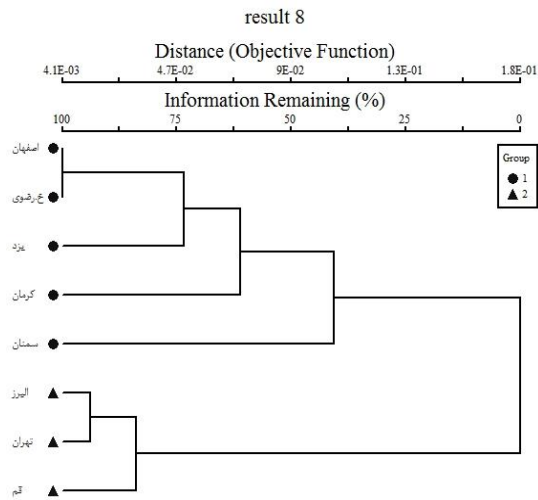 result 8
Distance (Objective Function)
4.1E-03 4.7E-02 9E-02 1.3E-01 1.8E-01
Information Remaining (%)
100 75 50 25 0
اصفهان
Group
1
خ.رضوی
2
یزد
کرمان
سمنان
البرز
تهران
قم